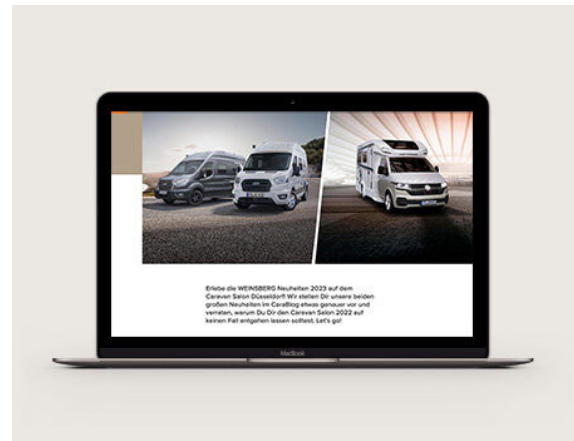 Erlebe die WEINSBERG Neuheiten 2023 auf dem
Caravan Salon Düsseldorf! Wir stellen Dir unsere beiden
großen Neuheiten im CaraBlog etwas genauer vor und
verraten, warum Du Dir den Caravan Salon 2022 auf
keinen Fall entgehen lassen solltest. Let's go!
MacBook